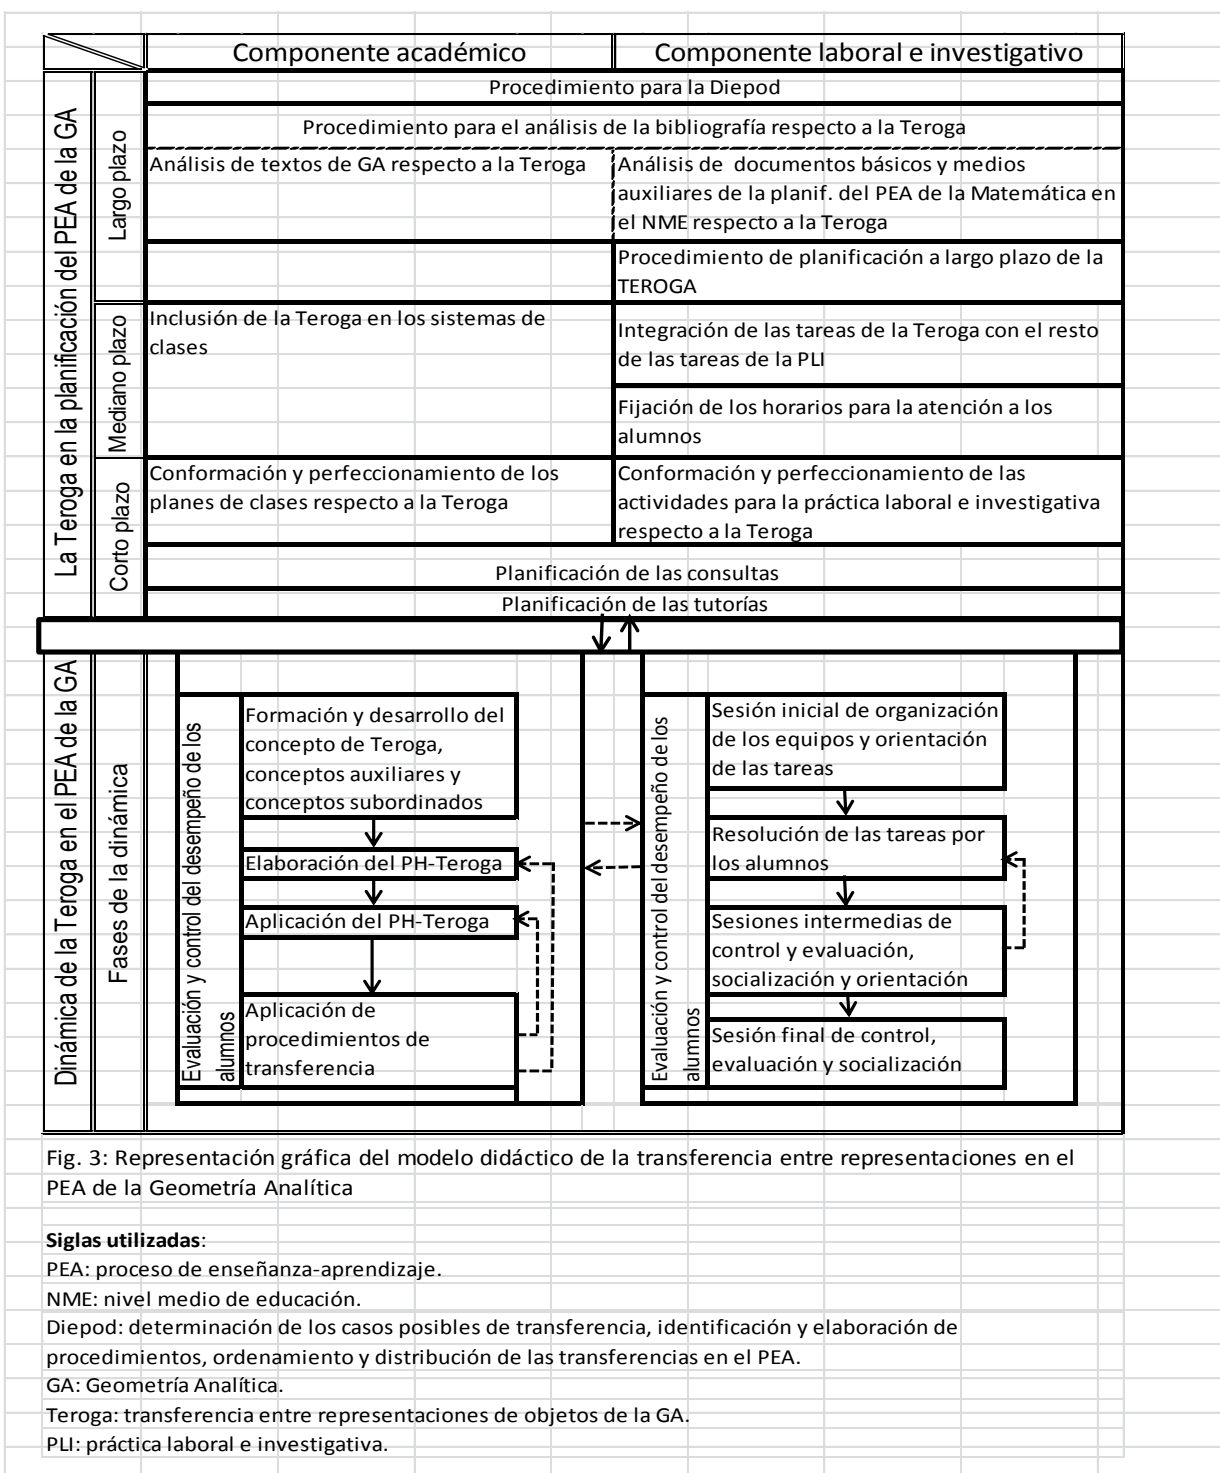 Componente académico
Componente laboral e investigativo
La Teroga en la planificación del PEA de la GA
Largo plazo
Procedimiento para la Diepod
Procedimiento para el análisis de la bibliografía respecto a la Teroga
Análisis de textos de GA respecto a la Teroga
Análisis de documentos básicos y medios
auxiliares de la planif. del PEA de la Matemática en
el NME respecto a la Teroga
Procedimiento de planificación a largo plazo de la
TEROGA
Mediano plazo
Inclusión de la Teroga en los sistemas de
clases
Integración de las tareas de la Teroga con el resto
de las tareas de la PLI
Fijación de los horarios para la atención a los
alumnos
Corto plazo
Conformación y perfeccionamiento de los
planes de clases respecto a la Teroga
Conformación y perfeccionamiento de las
actividades para la práctica laboral e investigativa
respecto a la Teroga
Planificación de las consultas
Planificación de las tutorías
Dinámica de la Teroga en el PEA de la GA
Fases de la dinámica
Evaluación y control del desempeño de los
alumnos
Formación y desarrollo del
concepto de Teroga,
conceptos auxiliares y
conceptos subordinados
Elaboración del PH-Teroga
Aplicación del PH-Teroga
Aplicación de
procedimientos de
transferencia
Evaluación y control del desempeño de los
alumnos
Sesión inicial de organización
de los equipos y orientación
de las tareas
Resolución de las tareas por
los alumnos
Sesiones intermedias de
control y evaluación,
socialización y orientación
Sesión final de control,
evaluación y socialización
Fig. 3: Representación gráfica del modelo didáctico de la transferencia entre representaciones en el
PEA de la Geometría Analítica
Siglas utilizadas:
PEA: proceso de enseñanza-aprendizaje.
NME: nivel medio de educación.
Diepod: determinación de los casos posibles de transferencia, identificación y elaboración de
procedimientos, ordenamiento y distribución de las transferencias en el PEA.
GA: Geometría Analítica.
Teroga: transferencia entre representaciones de objetos de la GA.
PLI: práctica laboral e investigativa.